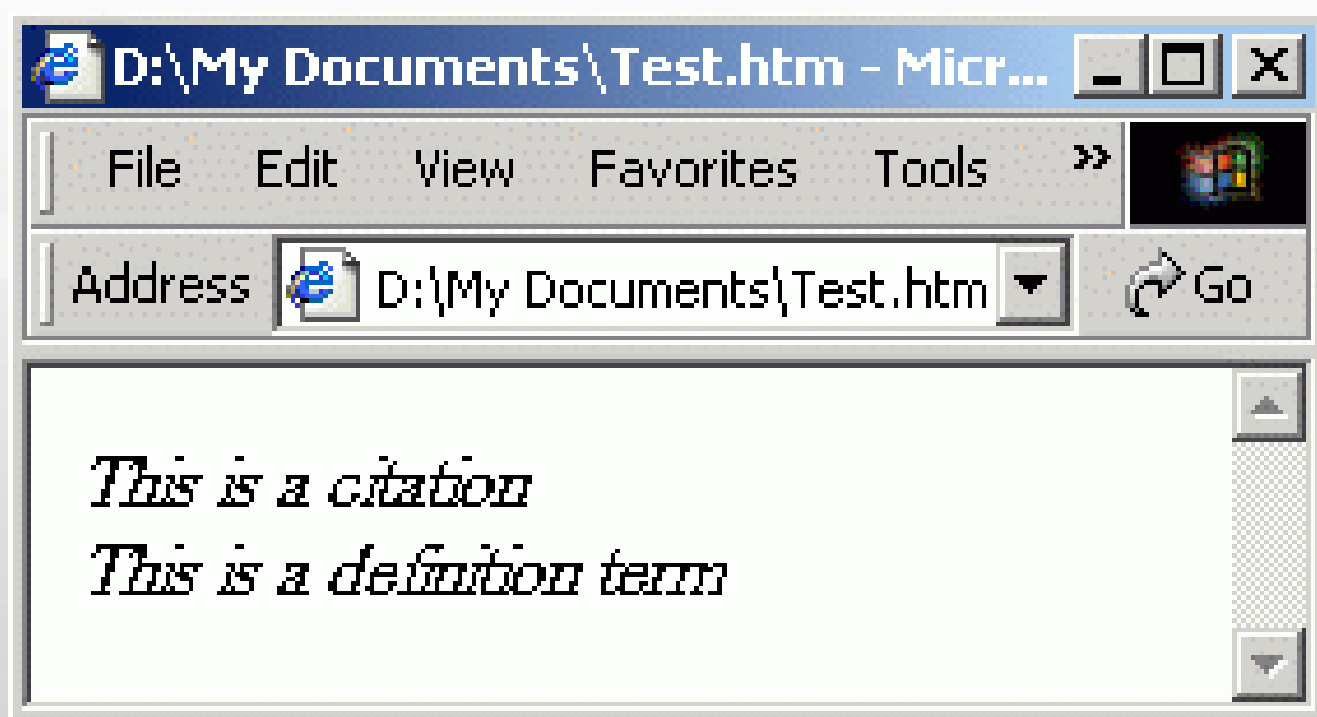 D:\My Documents\Test.htm - Micr...
File Edit View Favorites Tools »
Address D:\My Documents\Test.htm Go
This is a citation
This is a definition term